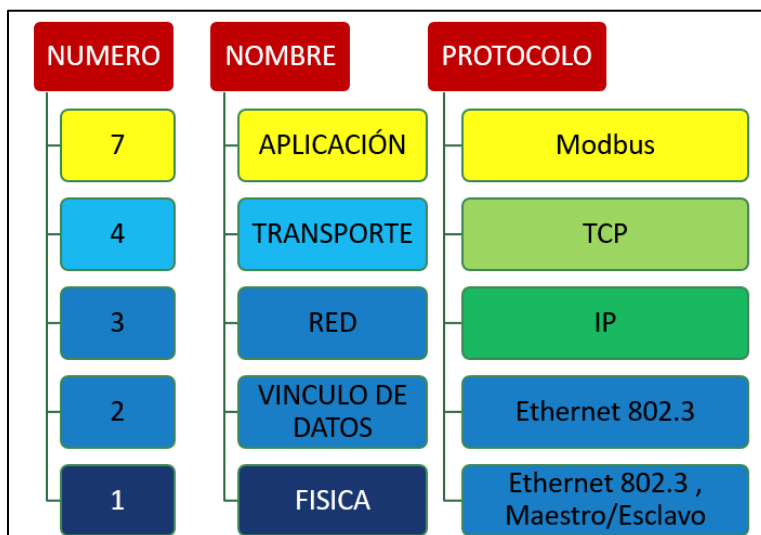 NUMERO
NOMBRE
PROTOCOLO
7
APLICACIÓN
Modbus
4
TRANSPORTE
TCP
3
RED
IP
2
VINCULO DE
DATOS
Ethernet 802.3
1
FISICA
Ethernet 802.3 ,
Maestro/Esclavo